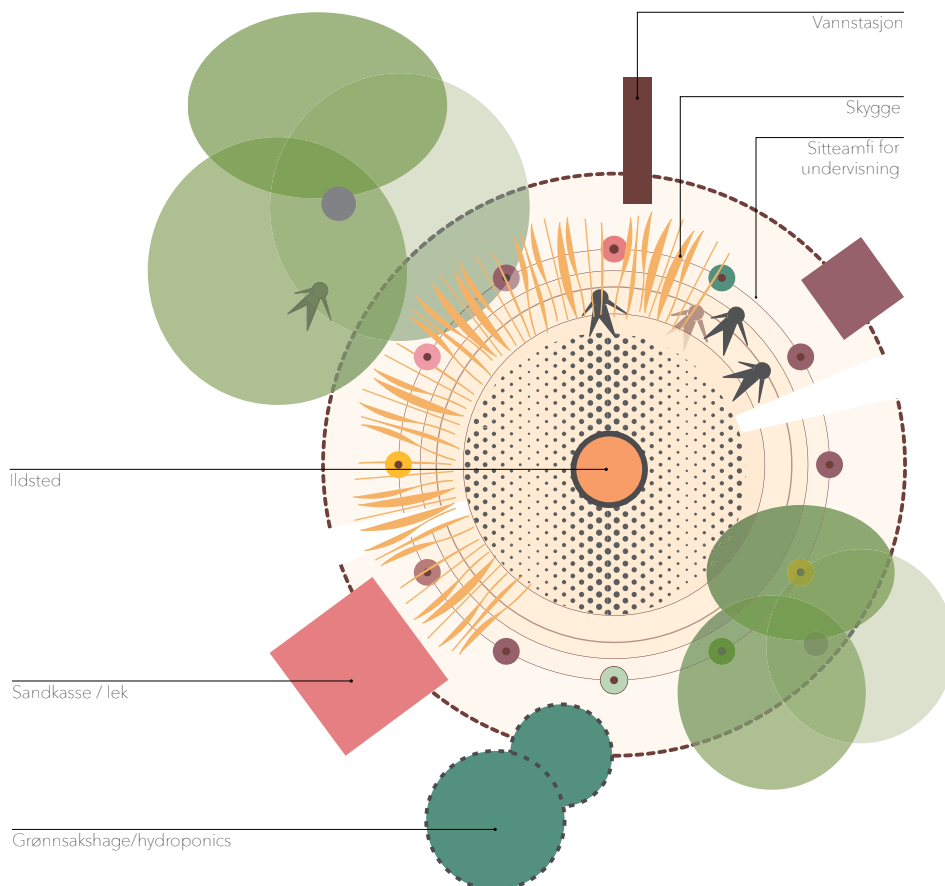 Vannstasjon
Skygge
Sitteamfi for
undervisning
Ildsted
Sandkasse / lek
Grønnsakshage/hydroponics